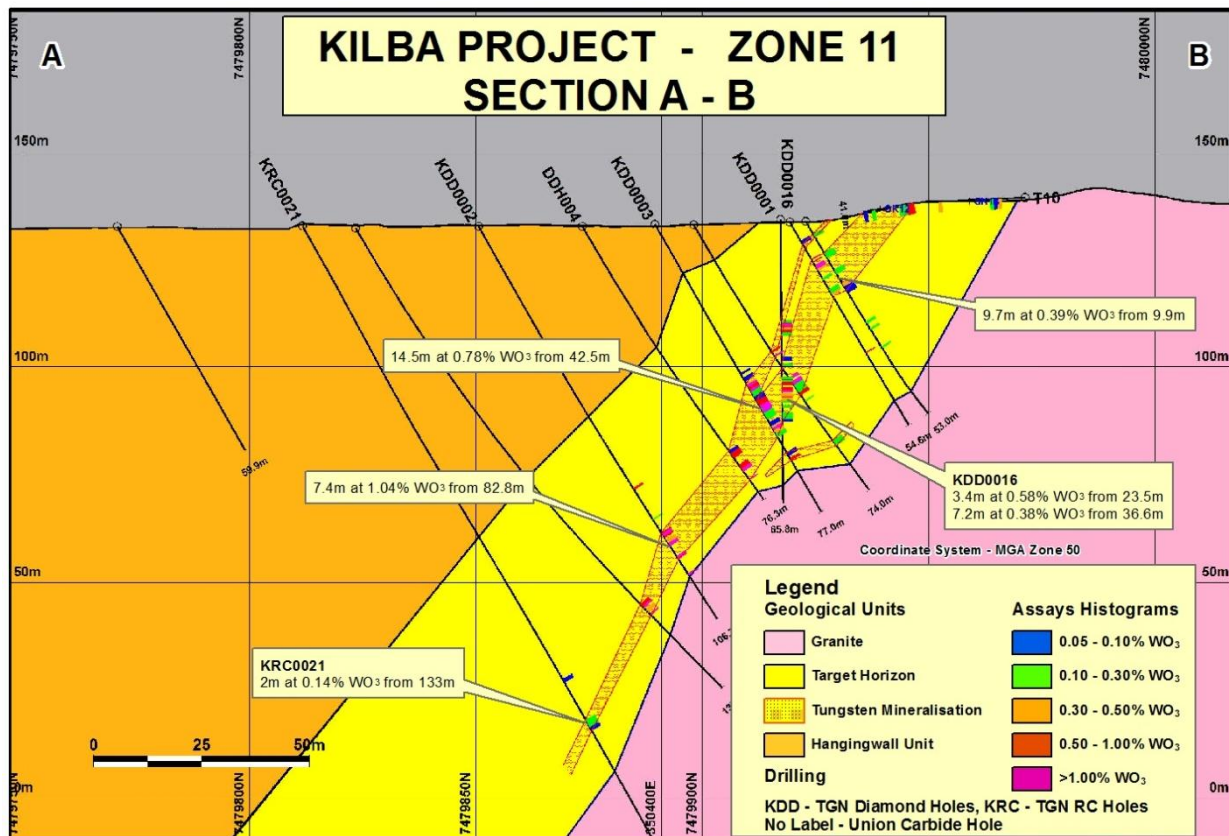 KILBA PROJECT - ZONE 11
SECTION A - B
A
B
7479750N
7479800N
7480000N
150m
150m
KRC0021
KDD0002
DDH004
KDD0003
KDD0001
KDD0016
T10
100m
100m
9.7m at 0.39% WO3 from 9.9m
14.5m at 0.78% WO3 from 42.5m
7.4m at 1.04% WO3 from 82.8m
KDD0016
3.4m at 0.58% WO3 from 23.5m
7.2m at 0.38% WO3 from 36.6m
59.9m
54.6m
53.0m
76.3m
65.8m
77.0m
74.0m
Coordinate System - MGA Zone 50
50m
50m
KRC0021
2m at 0.14% WO3 from 133m
Legend
Geological Units
Granite
Target Horizon
Tungsten Mineralisation
Hangingwall Unit
Drilling
Assays Histograms
0.05 - 0.10% WO3
0.10 - 0.30% WO3
0.30 - 0.50% WO3
0.50 - 1.00% WO3
>1.00% WO3
KDD - TGN Diamond Holes, KRC - TGN RC Holes
No Label - Union Carbide Hole
0 25 50m
0m
0m
7479750N
7479800N
7479850N
350400E
7479900N